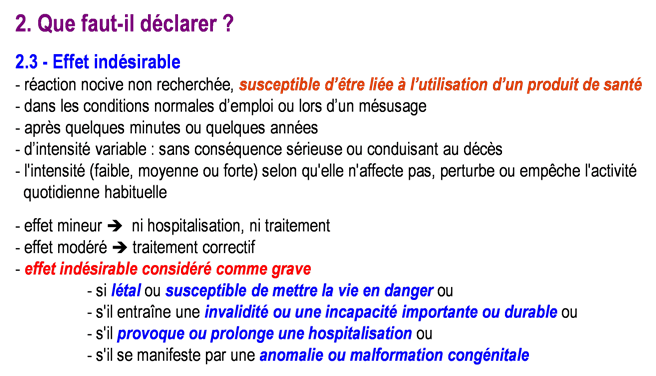 2. Que faut-il déclarer ?
2.3 - Effet indésirable
- réaction nocive non recherchée, susceptible d'être liée à l'utilisation d'un produit de santé
- dans les conditions normales d'emploi ou lors d'un mésusage
- après quelques minutes ou quelques années
- d'intensité variable : sans conséquence sérieuse ou conduisant au décès
- l'intensité (faible, moyenne ou forte) selon qu'elle n'affecte pas, perturbe ou empêche l'activité
quotidienne habituelle
- effet mineur ➔ ni hospitalisation, ni traitement
- effet modéré ➔ traitement correctif
- effet indésirable considéré comme grave
- si létal ou susceptible de mettre la vie en danger ou
- s'il entraîne une invalidité ou une incapacité importante ou durable ou
- s'il provoque ou prolonge une hospitalisation ou
- s'il se manifeste par une anomalie ou malformation congénitale